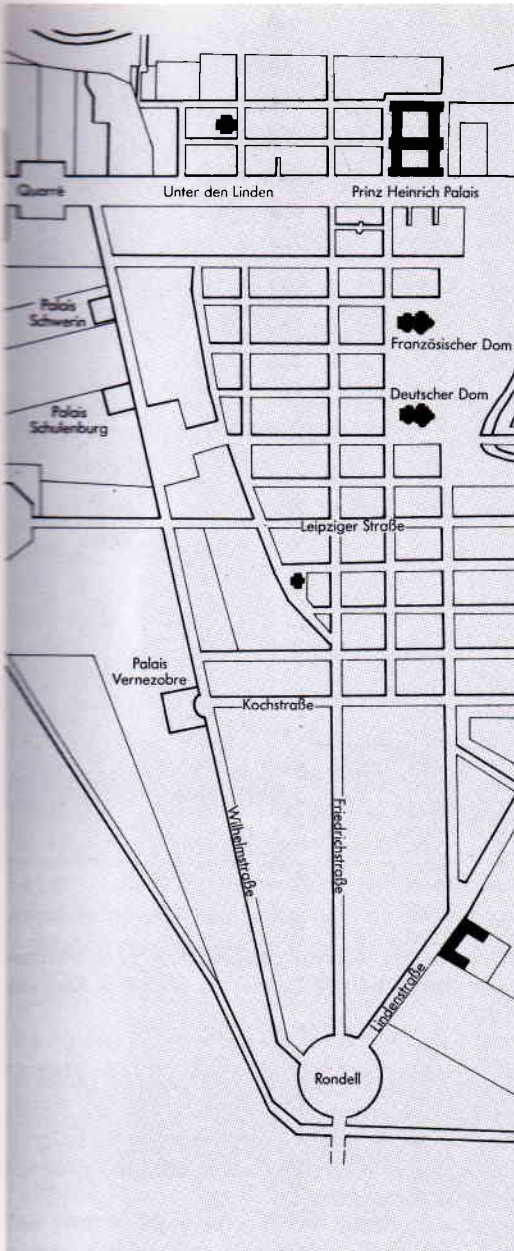 Quarré
Unter den Linden
Prinz Heinrich Palais
Palais
Schwerin
Französischer Dom
Deutscher Dom
Palais
Schulenburg
Leipziger Straße
Palais
Vernezobre
Kochstraße
Wilhelmstraße
Friedrichstraße
Lindenstraße
Rondell